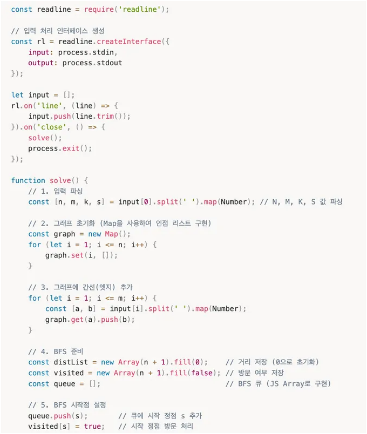 const readline = require('readline');

// 입력 처리 인터페이스 생성
const rl = readline.createInterface({
    input: process.stdin,
    output: process.stdout
});

let input = [];
rl.on('line', (line) => {
    input.push(line.trim());
}).on('close', () => {
    solve();
    process.exit();
});

function solve() {
    // 1. 입력 파싱
    const [n, m, k, s] = input[0].split(' ').map(Number); // N, M, K, S 값 파싱

    // 2. 그래프 초기화 (Map을 사용하여 인접 리스트 구현)
    const graph = new Map();
    for (let i = 1; i <= n; i++) {
        graph.set(i, []);
    }

    // 3. 그래프에 간선(엣지) 추가
    for (let i = 1; i <= m; i++) {
        const [a, b] = input[i].split(' ').map(Number);
        graph.get(a).push(b);
    }

    // 4. BFS 준비
    const distList = new Array(n + 1).fill(0);    // 거리 저장 (0으로 초기화)
    const visited = new Array(n + 1).fill(false); // 방문 여부 저장
    const queue = [];                             // BFS 큐 (JS Array로 구현)

    // 5. BFS 시작점 설정
    queue.push(s);      // 큐에 시작 정점 s 추가
    visited[s] = true;  // 시작 정점 방문 처리